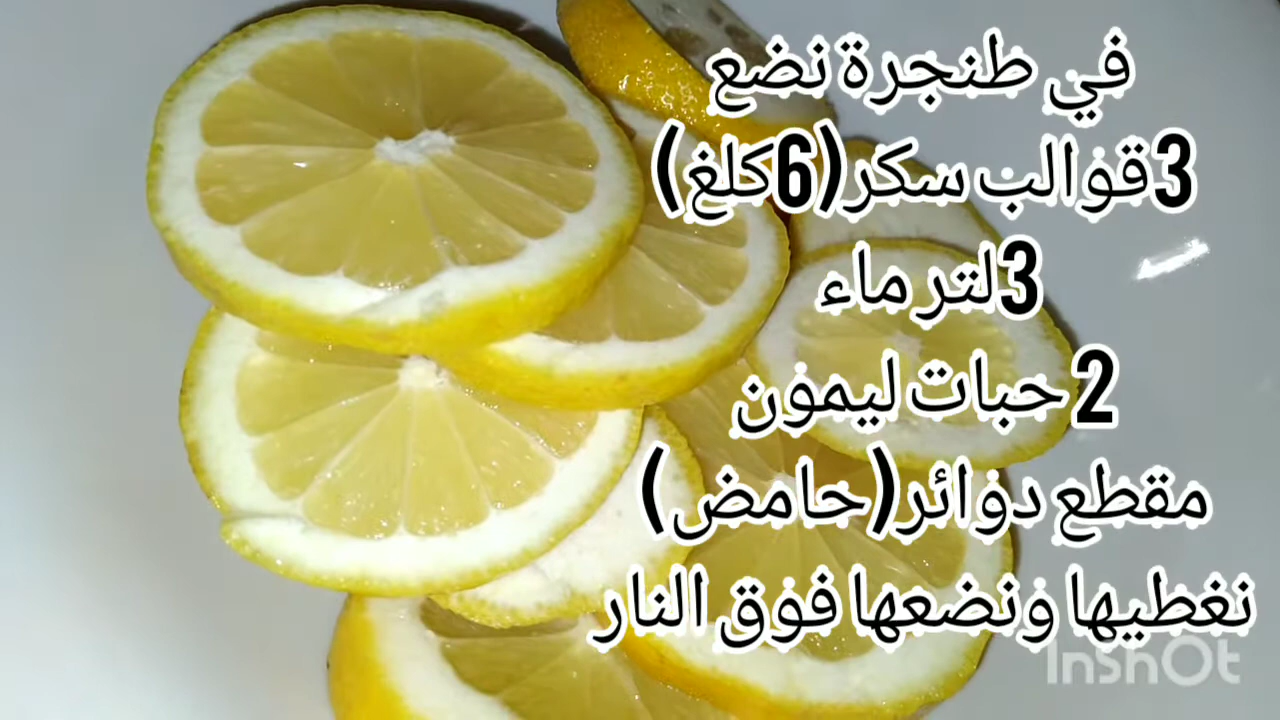 في طنجرة نضع
3قوالب سكر(6كلغ)
3لتر ماء
2 حبات ليمون
مقطع دوائر(حامض )
نغطيها ونضعها فوق النار
InShOt